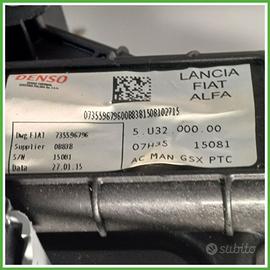 DENSO
LANCIA
FIAT
ALFA
07355967960088381508102715
Dwg FIAT 735596796
Supplier 08838
S/N 15081
Data 27.01.15
5.U32 000.00
07H35 15081
AC MAN GSX PTC
subito